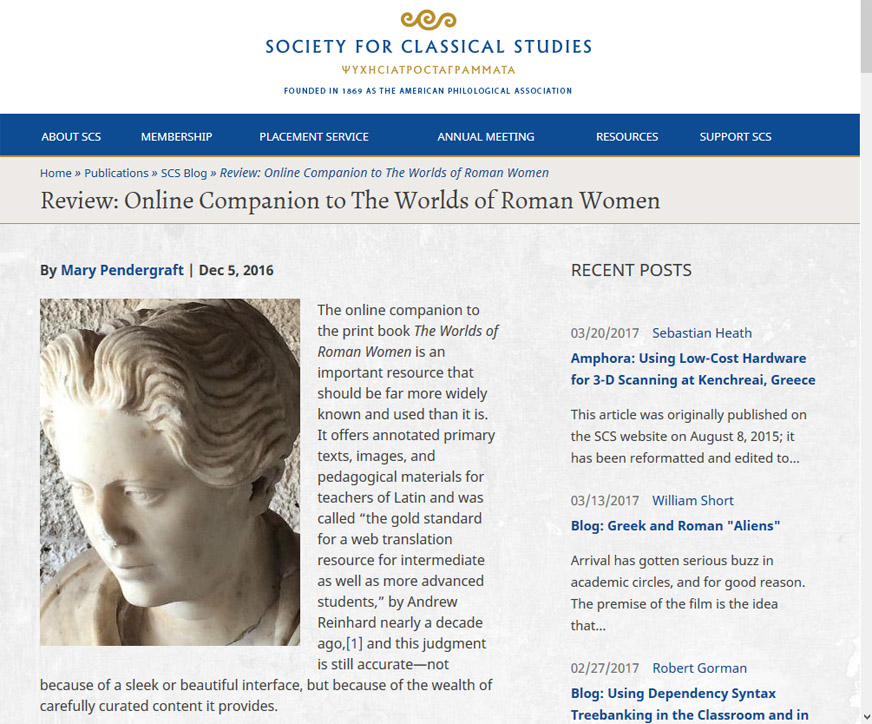 SOCIETY FOR CLASSICAL STUDIES
ΨΥΧΗСΙΑΤΡΟСΤΑΓΡΑΜΜΑΤΑ
FOUNDED IN 1869 AS THE AMERICAN PHILOLOGICAL ASSOCIATION
ABOUT SCS MEMBERSHIP PLACEMENT SERVICE ANNUAL MEETING RESOURCES SUPPORT SCS
Home » Publications » SCS Blog » Review: Online Companion to The Worlds of Roman Women
Review: Online Companion to The Worlds of Roman Women
By Mary Pendergraft | Dec 5, 2016
The online companion to
the print book The Worlds of
Roman Women is an
important resource that
should be far more widely
known and used than it is.
It offers annotated primary
texts, images, and
pedagogical materials for
teachers of Latin and was
called “the gold standard
for a web translation
resource for intermediate
as well as more advanced
students,” by Andrew
Reinhard nearly a decade
ago,[1] and this judgment
is still accurate—not
because of a sleek or beautiful interface, but because of the wealth of
carefully curated content it provides.
RECENT POSTS
03/20/2017 Sebastian Heath
Amphora: Using Low-Cost Hardware
for 3-D Scanning at Kenchreai, Greece
This article was originally published on
the SCS website on August 8, 2015; it
has been reformatted and edited to...
03/13/2017 William Short
Blog: Greek and Roman "Aliens"
Arrival has gotten serious buzz in
academic circles, and for good reason.
The premise of the film is the idea
that...
02/27/2017 Robert Gorman
Blog: Using Dependency Syntax
Treebanking in the Classroom and in